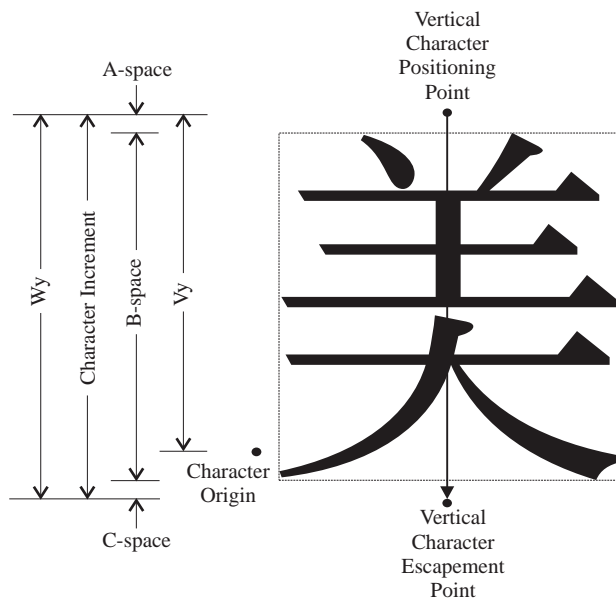 Vertical
Character
Positioning
Point
A-space
Wy
Character Increment
B-space
Vy
美
Character
Origin
C-space
Vertical
Character
Escapement
Point